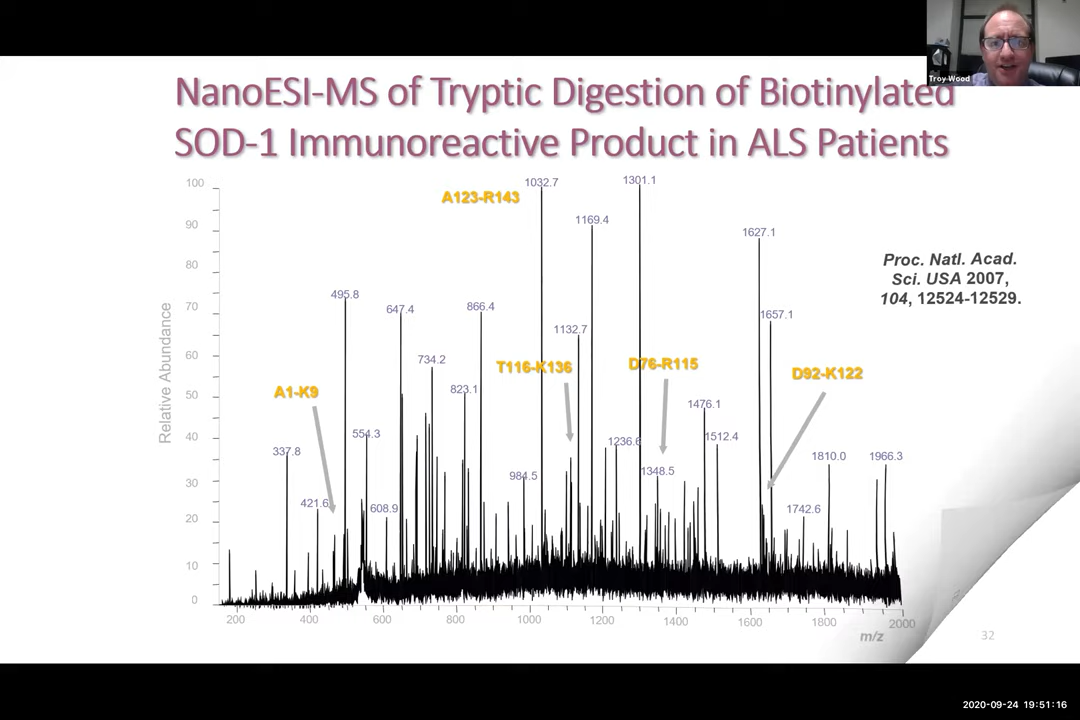 Troy Wood
NanoESI-MS of Tryptic Digestion of Biotinylated
SOD-1 Immunoreactive Product in ALS Patients
100
90
80
70
60
50
40
30
20
10
0
Relative Abundance
A123-R143
1032.7
1301.1
1169.4
1627.1
Proc. Natl. Acad.
Sci. USA 2007,
104, 12524-12529.
495.8
647.4
866.4
1132.7
1657.1
734.2
T116-K136
D76-R115
D92-K122
A1-K9
823.1
1476.1
554.3
1236.6
1512.4
337.8
984.5
1348.5
1810.0
1966.3
421.6
608.9
1742.6
200 400 600 800 1000 1200 1400 1600 1800 2000
m/z
32
2020-09-24 19:51:16